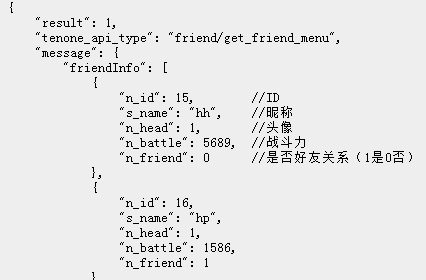 {
"result": 1,
"tenone_api_type": "friend/get_friend_menu",
"message": {
"friendInfo": [
{
"n_id": 15, //ID
"s_name": "hh", //昵称
"n_head": 1, //头像
"n_battle": 5689, //战斗力
"n_friend": 0 //是否好友关系（1是0否）
},
{
"n_id": 16,
"s_name": "hp",
"n_head": 1,
"n_battle": 1586,
"n_friend": 1
}